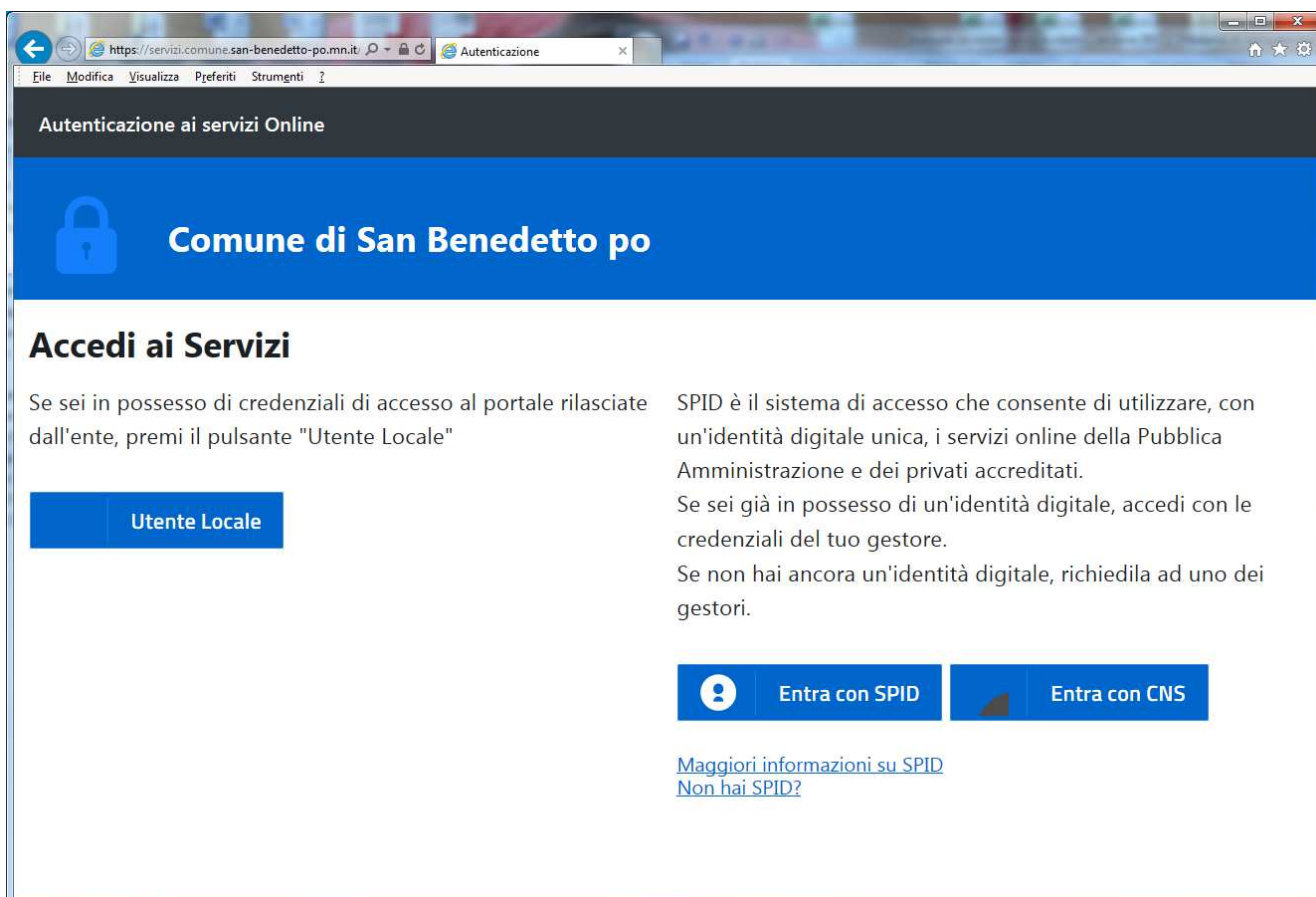 https://servizi.comune.san-benedetto-po.mn.it/
Autenticazione
File Modifica Visualizza Preferiti Strumenti ?
Autenticazione ai servizi Online
Comune di San Benedetto po
Accedi ai Servizi
Se sei in possesso di credenziali di accesso al portale rilasciate
dall'ente, premi il pulsante "Utente Locale"
Utente Locale
SPID è il sistema di accesso che consente di utilizzare, con
un'identità digitale unica, i servizi online della Pubblica
Amministrazione e dei privati accreditati.
Se sei già in possesso di un'identità digitale, accedi con le
credenziali del tuo gestore.
Se non hai ancora un'identità digitale, richiedila ad uno dei
gestori.
Entra con SPID
Entra con CNS
Maggiori informazioni su SPID
Non hai SPID?